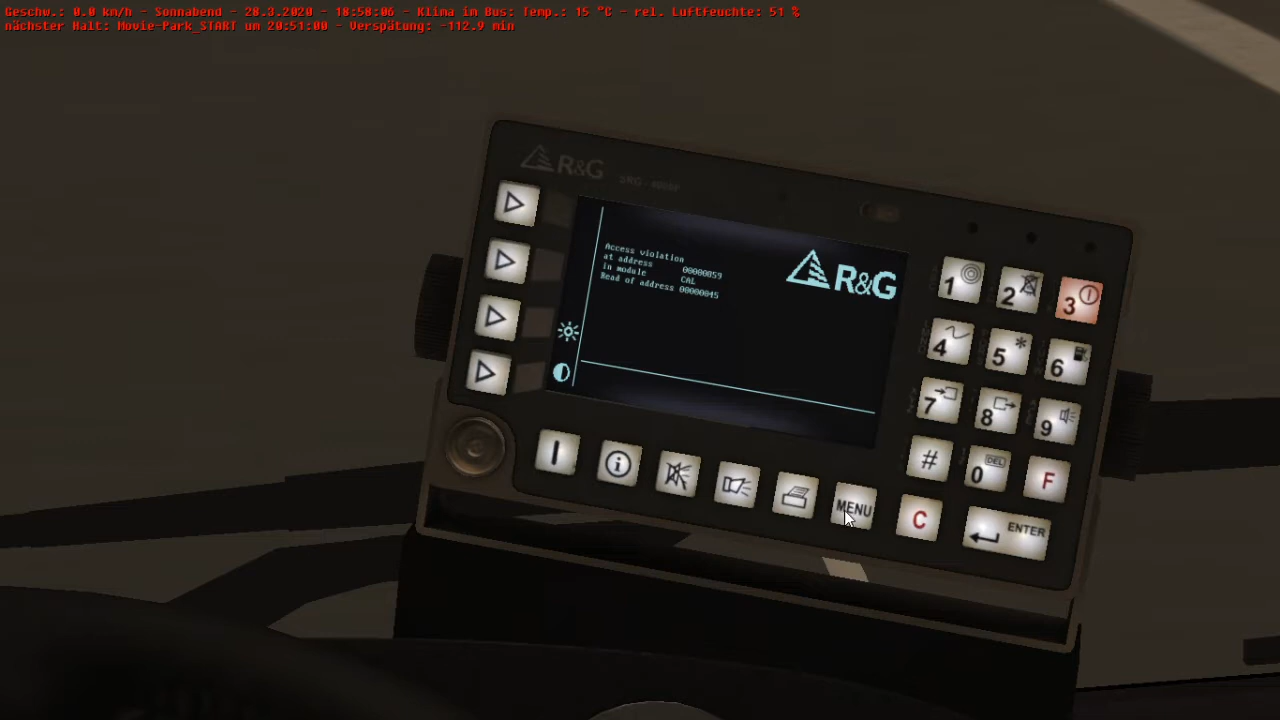 Geschw.: 0.0 km/h - Sonnabend - 28.3.2020 - 18:58:06 - Klima im Bus: Temp.: 15 °C - rel. Luftfeuchte: 51 %
nächster Halt: Movie-Park_START um 20:51:00 - Verspätung: -112.9 min
R&G
Access violation
at address 00000859
in module CAL
Read of address 00000045
R&G
1 2 3
4 5 6
7 8 9
# 0 DEL F
MENU C ENTER